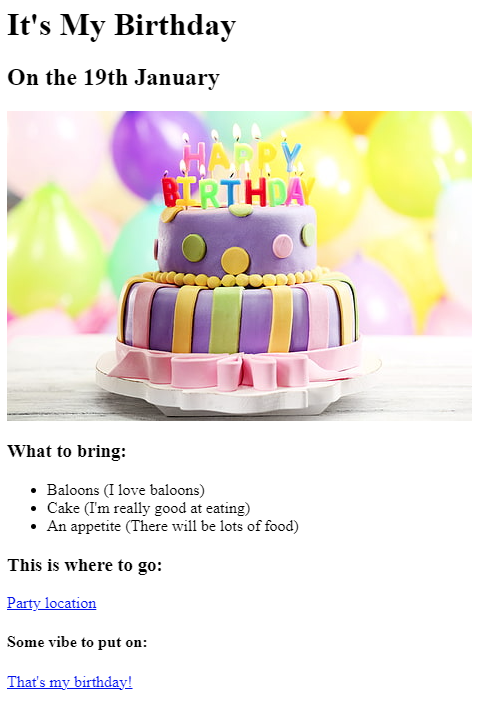 It's My Birthday
On the 19th January
HAPPY
BIRTHDAY
What to bring:
Baloons (I love baloons)
Cake (I'm really good at eating)
An appetite (There will be lots of food)
This is where to go:
Party location
Some vibe to put on:
That's my birthday!